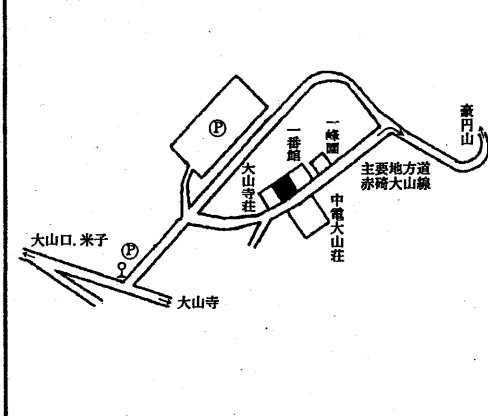 Ⓟ
豪円山
一峰園
一番館
大山寺荘
主要地方道
赤碕大山線
中電大山荘
大山口.米子
Ⓟ
大山寺